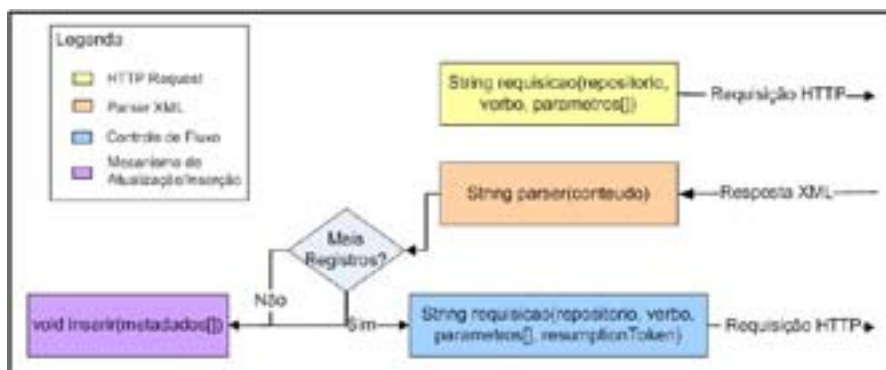 Legenda
HTTP Request
Parser XML
Controle de Fluxo
Mecanismo de
Atualização/Inserção
String requisicao(repositorio,
verbo, parametros[])
Requisição HTTP
String parser(conteudo)
Resposta XML
Mais
Registros?
Não
Sim
void inserir(metadados[])
String requisicao(repositorio, verbo,
parametros[], resumptionToken)
Requisição HTTP